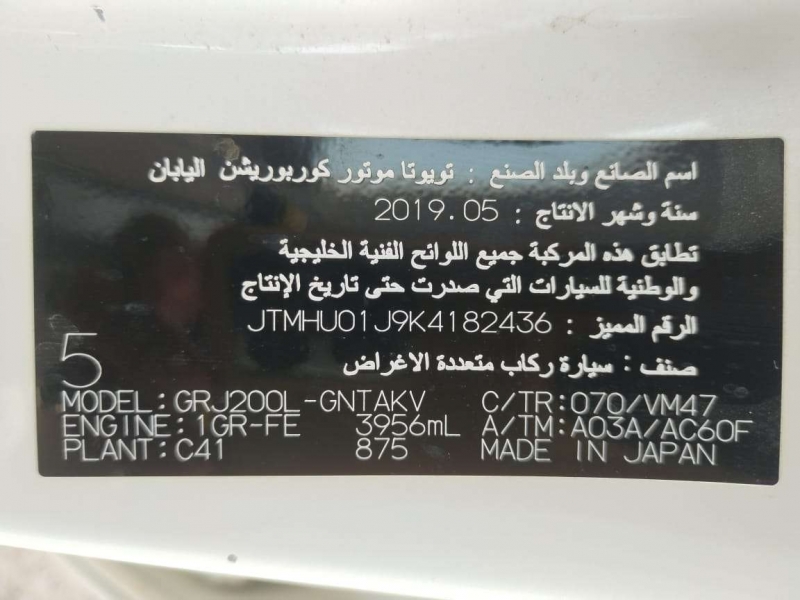 اسم الصانع وبلد الصنع : تويوتا موتور كوربوريشن اليابان
سنة وشهر الانتاج : 2019.05
تطابق هذه المركبة جميع اللوائح الفنية الخليجية
والوطنية للسيارات التي صدرت حتى تاريخ الإنتاج
الرقم المميز : JTMHU01J9K4182436
صنف : سيارة ركاب متعددة الاغراض
5
MODEL:GRJ200L-GNTAKV C/TR:070/VM47
ENGINE:1GR-FE 3956mL A/TM:A03A/AC60F
PLANT:C41 875 MADE IN JAPAN